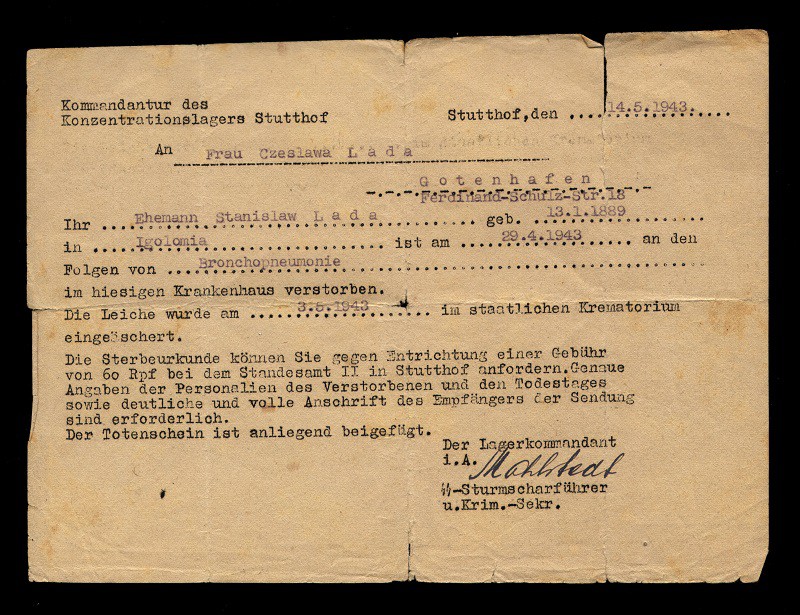 Kommandantur des
Konzentrationslagers Stutthof
Stutthof,den ...14.5.1943....
An Frau Czeslawa L a d a
G o t e n h a f e n
Ferdinand-Schulz-Str.18
Ihr ...Ehemann Stanislaw L a d a.......... geb. ...13.1.1889.......
in ...Igolomia................ ist am ....29.4.1943....... an den
Folgen von ...Bronchopneumonie................................
im hiesigen Krankenhaus verstorben.
Die Leiche wurde am .....3.5.1943....... im staatlichen Krematorium
eingeäschert.
Die Sterbeurkunde können Sie gegen Entrichtung einer Gebühr
von 60 Rpf bei dem Standesamt II in Stutthof anfordern.Genaue
Angaben der Personalien des Verstorbenen und den Todestages
sowie deutliche und volle Anschrift des Empfängers der Sendung
sind erforderlich.
Der Totenschein ist anliegend beigefügt.
Der Lagerkommandant
i.A.
ᛋᛋ-Sturmscharführer
u.Krim.-Sekr.